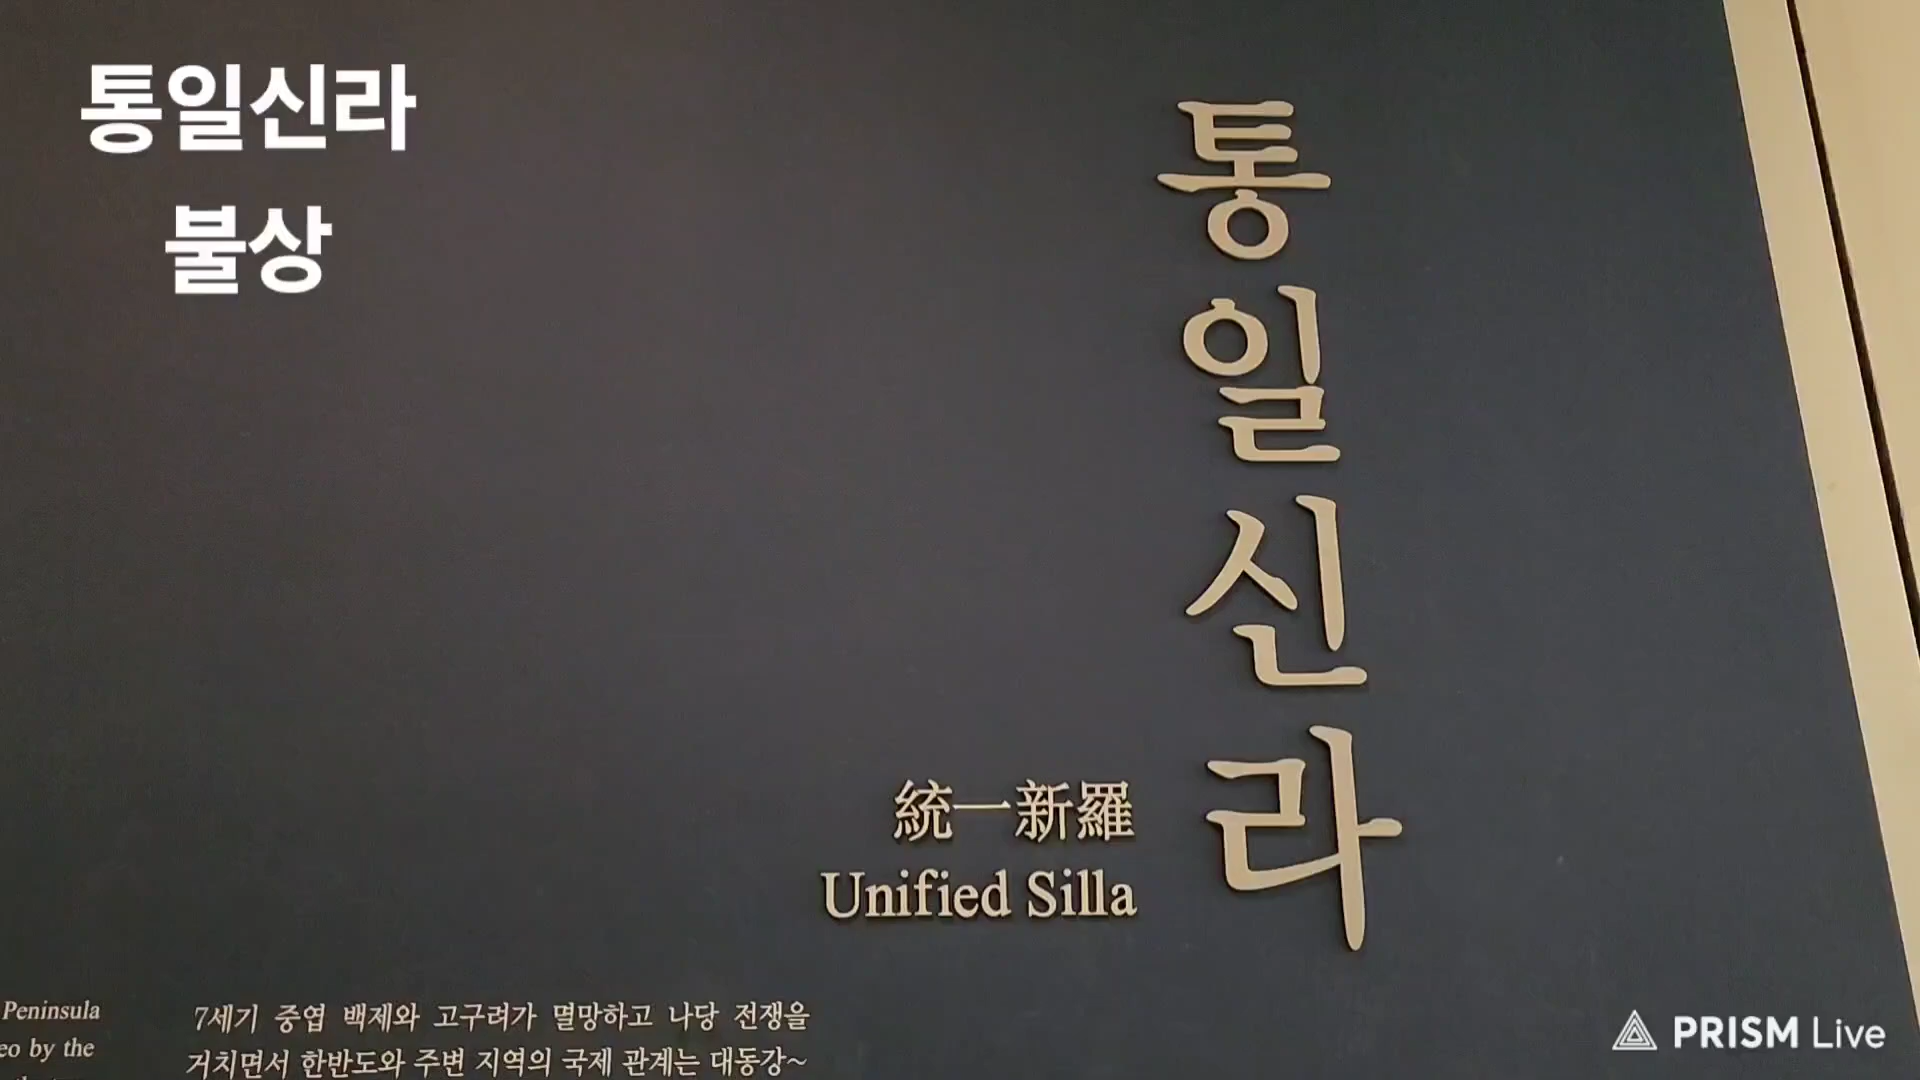 통일신라
불상
통일신라
統一新羅
Unified Silla
Peninsula
by the
7세기 중엽 백제와 고구려가 멸망하고 나당 전쟁을
거치면서 한반도와 주변 지역의 국제 관계는 대동강~
PRISM Live